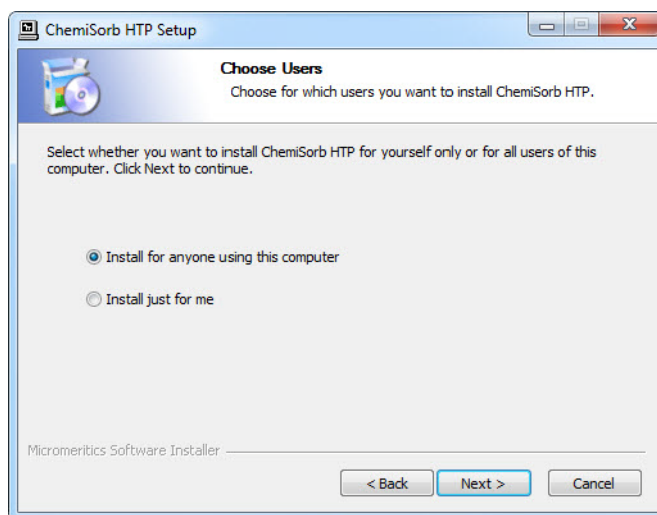 ChemiSorb HTP Setup
Choose Users
Choose for which users you want to install ChemiSorb HTP.
Select whether you want to install ChemiSorb HTP for yourself only or for all users of this
computer. Click Next to continue.
Install for anyone using this computer
Install just for me
Micromeritics Software Installer
< Back
Next >
Cancel